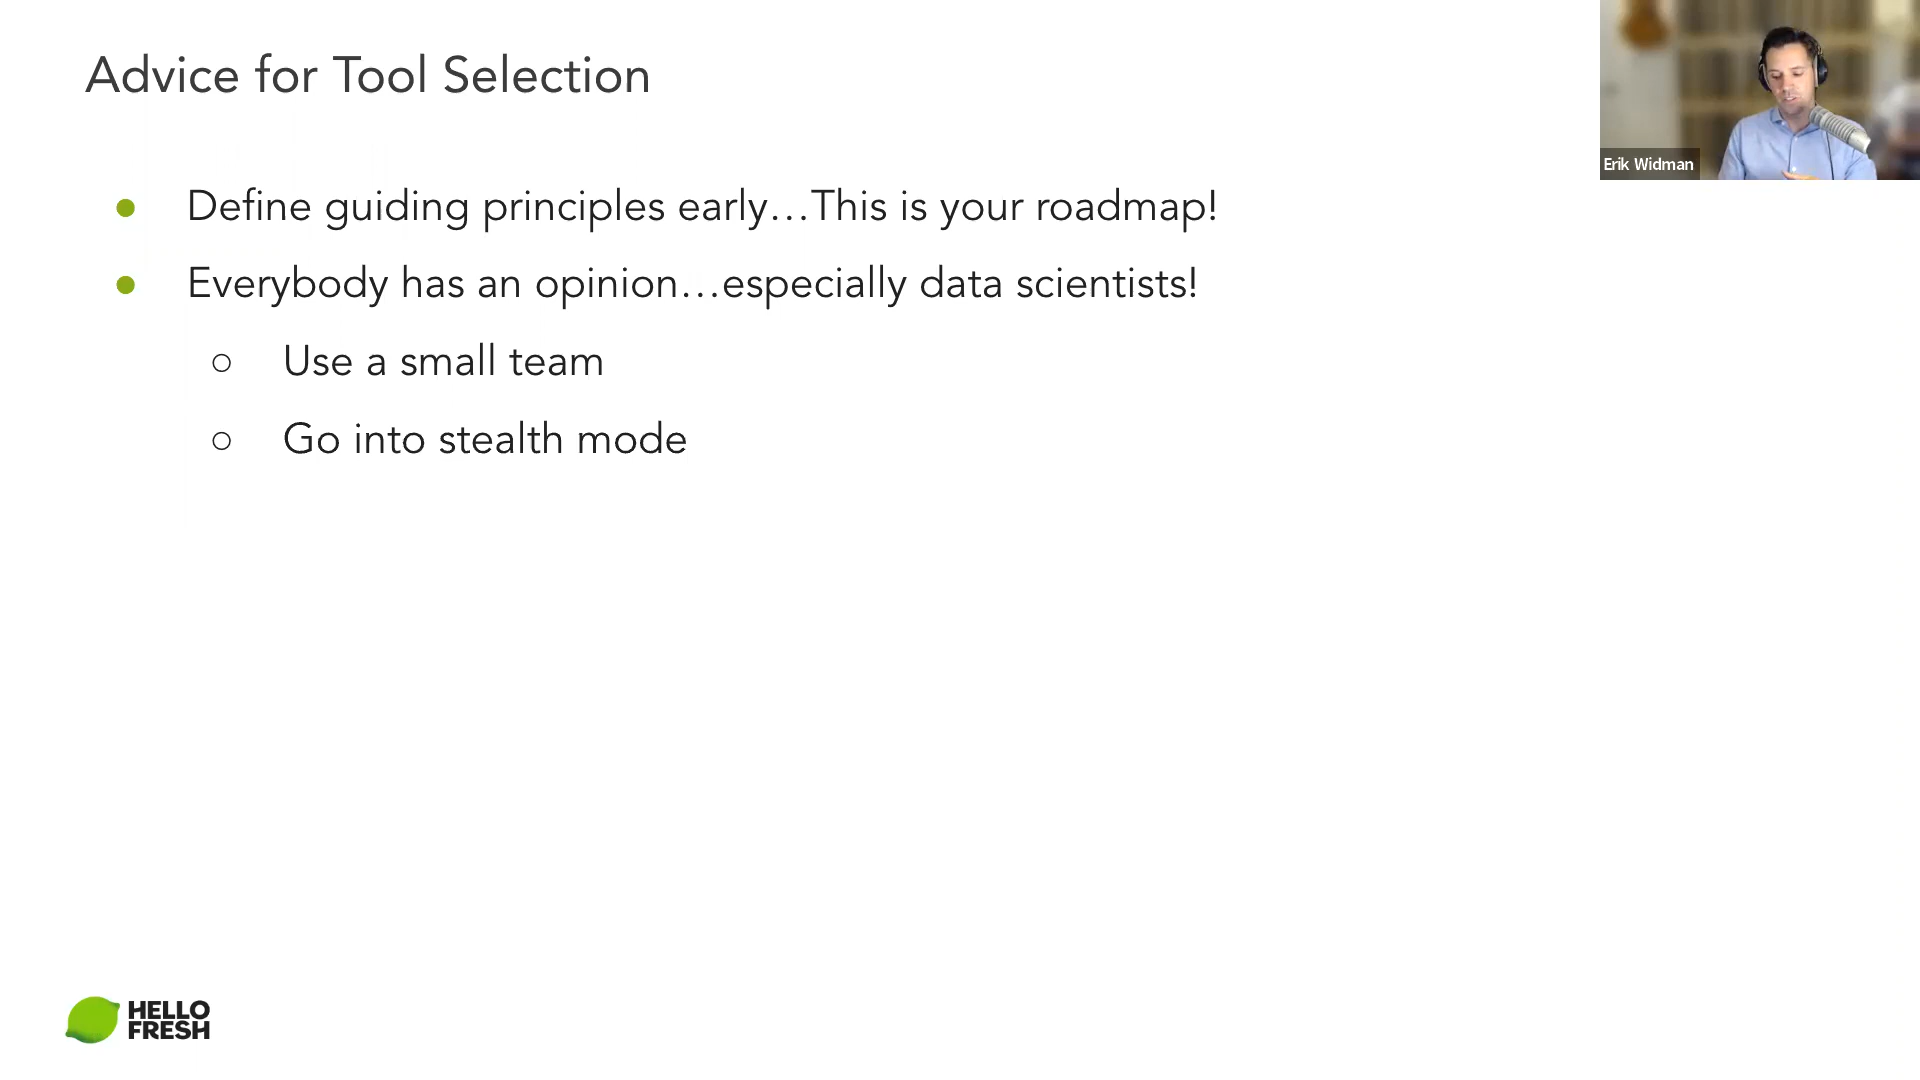 Advice for Tool Selection
Erik Widman
● Define guiding principles early...This is your roadmap!
● Everybody has an opinion...especially data scientists!
○ Use a small team
○ Go into stealth mode
HELLO
FRESH